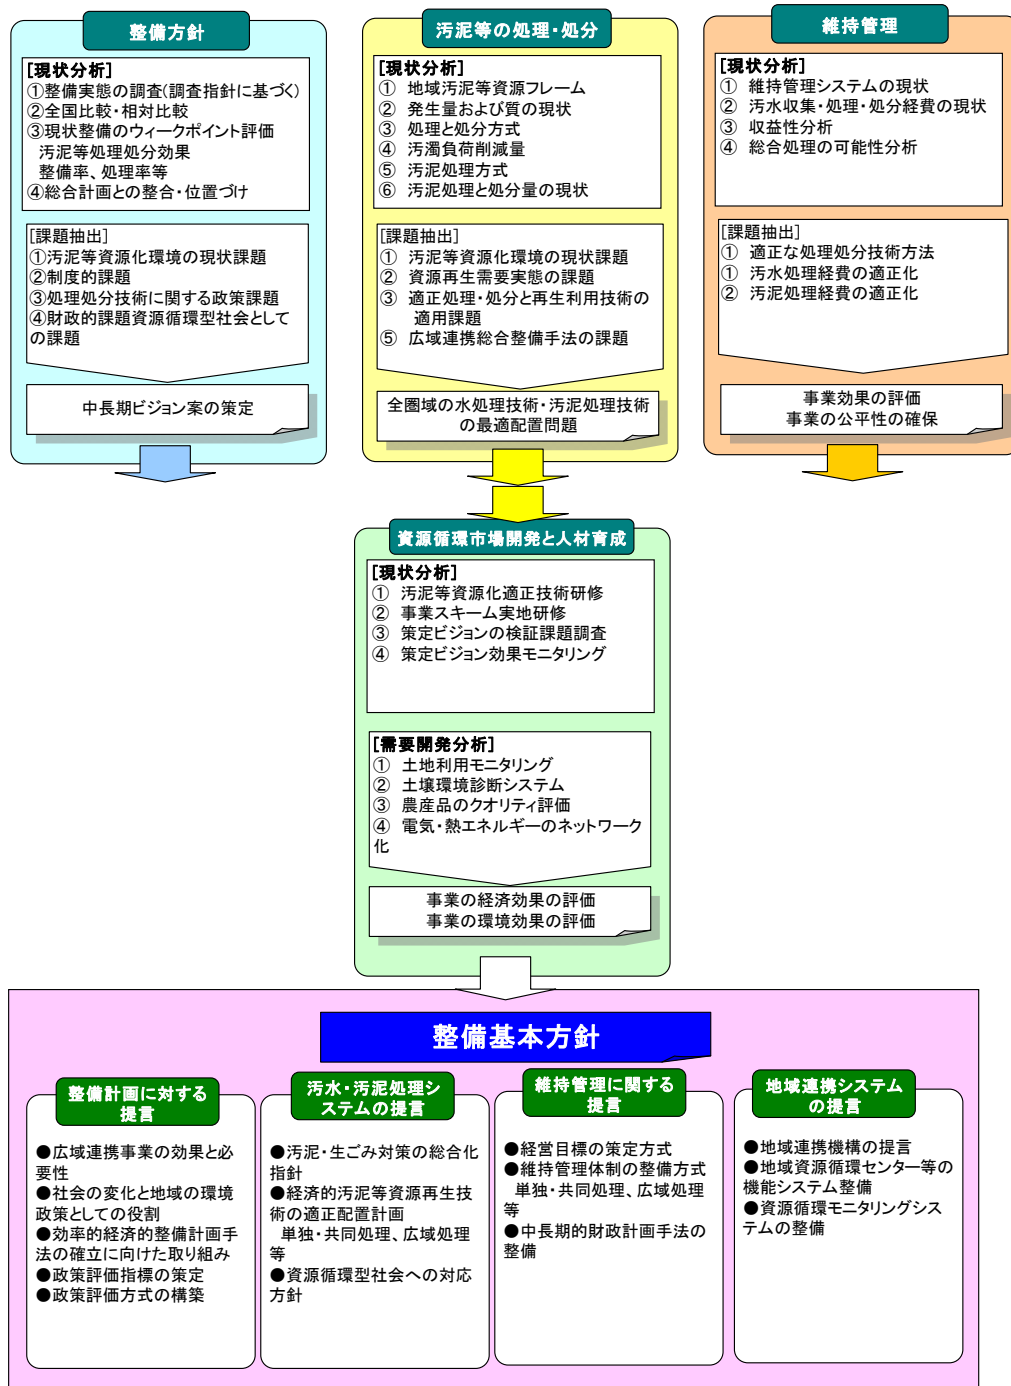 整備方針
[現状分析]
①整備実態の調査(調査指針に基づく)
②全国比較・相対比較
③現状整備のウィークポイント評価
汚泥等処理処分効果
整備率、処理率等
④総合計画との整合・位置づけ
[課題抽出]
①汚泥等資源化環境の現状課題
②制度的課題
③処理処分技術に関する政策課題
④財政的課題資源循環型社会として
の課題
中長期ビジョン案の策定
汚泥等の処理・処分
[現状分析]
① 地域汚泥等資源フレーム
② 発生量および質の現状
③ 処理と処分方式
④ 汚濁負荷削減量
⑤ 汚泥処理方式
⑥ 汚泥処理と処分量の現状
[課題抽出]
① 汚泥等資源化環境の現状課題
② 資源再生需要実態の課題
③ 適正処理・処分と再生利用技術の
適用課題
⑤ 広域連携総合整備手法の課題
全圏域の水処理技術・汚泥処理技術
の最適配置問題
維持管理
[現状分析]
① 維持管理システムの現状
② 汚水収集・処理・処分経費の現状
③ 収益性分析
④ 総合処理の可能性分析
[課題抽出]
① 適正な処理処分技術方法
① 汚水処理経費の適正化
② 汚泥処理経費の適正化
事業効果の評価
事業の公平性の確保
資源循環市場開発と人材育成
[現状分析]
① 汚泥等資源化適正技術研修
② 事業スキーム実地研修
③ 策定ビジョンの検証課題調査
④ 策定ビジョン効果モニタリング
[需要開発分析]
① 土地利用モニタリング
② 土壌環境診断システム
③ 農産品のクオリティ評価
④ 電気・熱エネルギーのネットワーク
化
事業の経済効果の評価
事業の環境効果の評価
整備基本方針
整備計画に対する
提言
●広域連携事業の効果と必
要性
●社会の変化と地域の環境
政策としての役割
●効率的経済的整備計画手
法の確立に向けた取り組み
●政策評価指標の策定
●政策評価方式の構築
汚水・汚泥処理シ
ステムの提言
●汚泥・生ごみ対策の総合化
指針
●経済的汚泥等資源再生技
術の適正配置計画
単独・共同処理、広域処理
等
●資源循環型社会への対応
方針
維持管理に関する
提言
●経営目標の策定方式
●維持管理体制の整備方式
単独・共同処理、広域処理
等
●中長期的財政計画手法の
整備
地域連携システム
の提言
●地域連携機構の提言
●地域資源循環センター等の
機能システム整備
●資源循環モニタリングシス
テムの整備